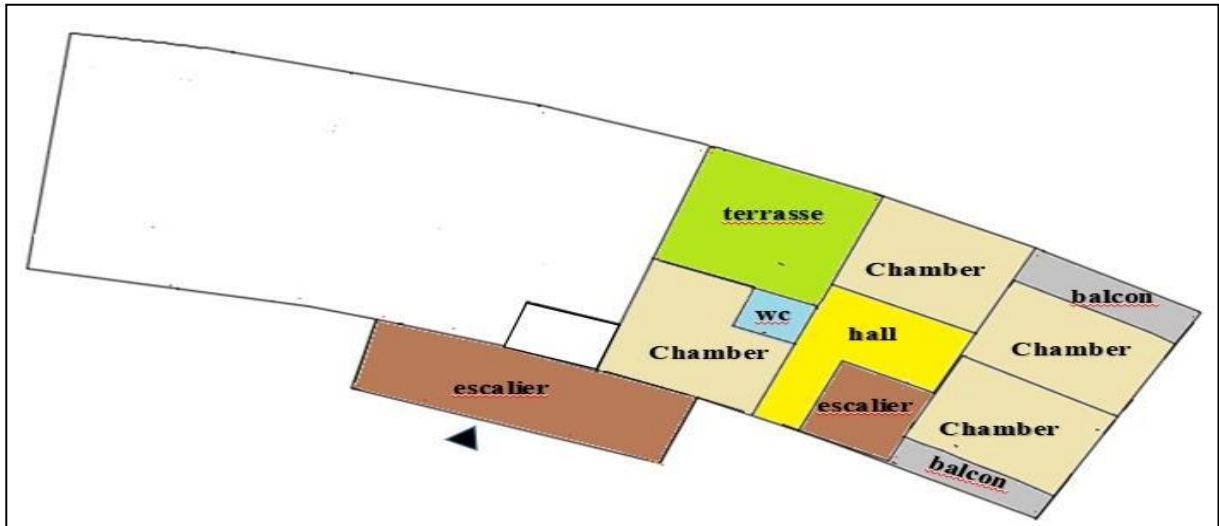 terrasse
Chamber
balcon
wc
hall
Chamber
Chamber
escalier
escalier
Chamber
balcon